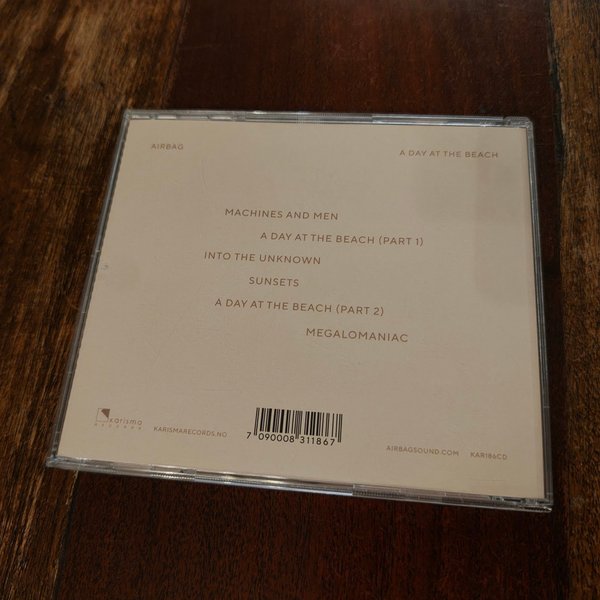 AIRBAG
A DAY AT THE BEACH
MACHINES AND MEN
A DAY AT THE BEACH (PART 1)
INTO THE UNKNOWN
SUNSETS
A DAY AT THE BEACH (PART 2)
MEGALOMANIAC
karisma
RECORDS
KARISMARECORDS.NO
7 090008 311867
AIRBAGSOUND.COM
KAR186CD